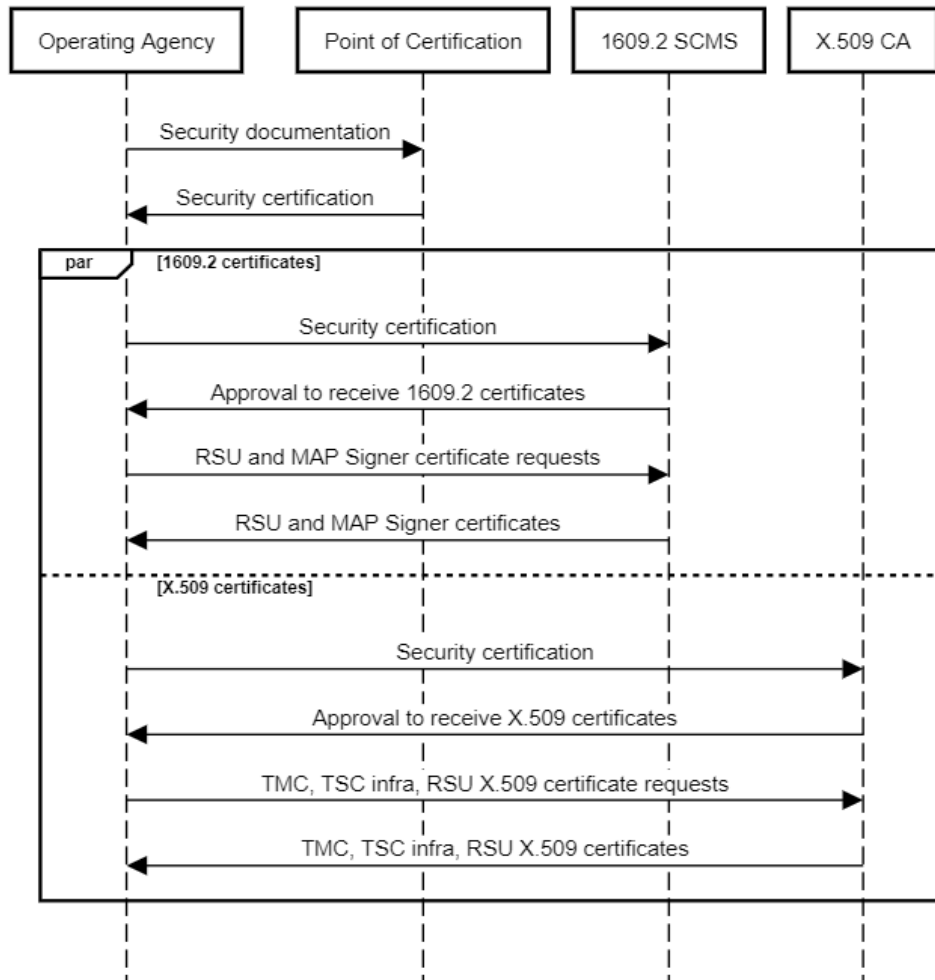 Operating Agency
Point of Certification
1609.2 SCMS
X.509 CA
Security documentation
Security certification
par
[1609.2 certificates]
Security certification
Approval to receive 1609.2 certificates
RSU and MAP Signer certificate requests
RSU and MAP Signer certificates
[X.509 certificates]
Security certification
Approval to receive X.509 certificates
TMC, TSC infra, RSU X.509 certificate requests
TMC, TSC infra, RSU X.509 certificates